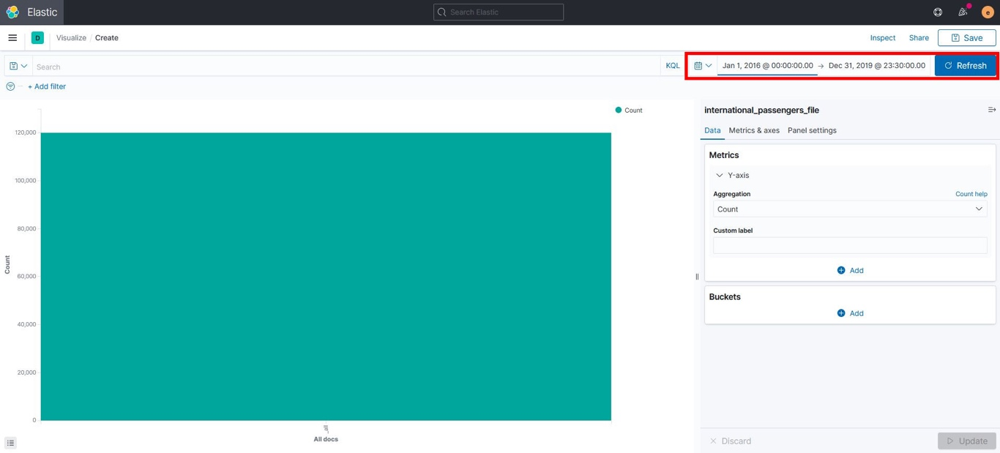 Elastic
Search Elastic
e
D
Visualize / Create
Inspect
Share
Save
Search
KQL
Jan 1, 2016 @ 00:00:00.00 → Dec 31, 2019 @ 23:30:00.00
Refresh
+ Add filter
Count
international_passengers_file
Data
Metrics & axes
Panel settings
Metrics
Y-axis
Aggregation
Count help
Count
Custom label
Add
Buckets
Add
120,000
100,000
80,000
60,000
40,000
20,000
0
Count
_all
All docs
Discard
Update